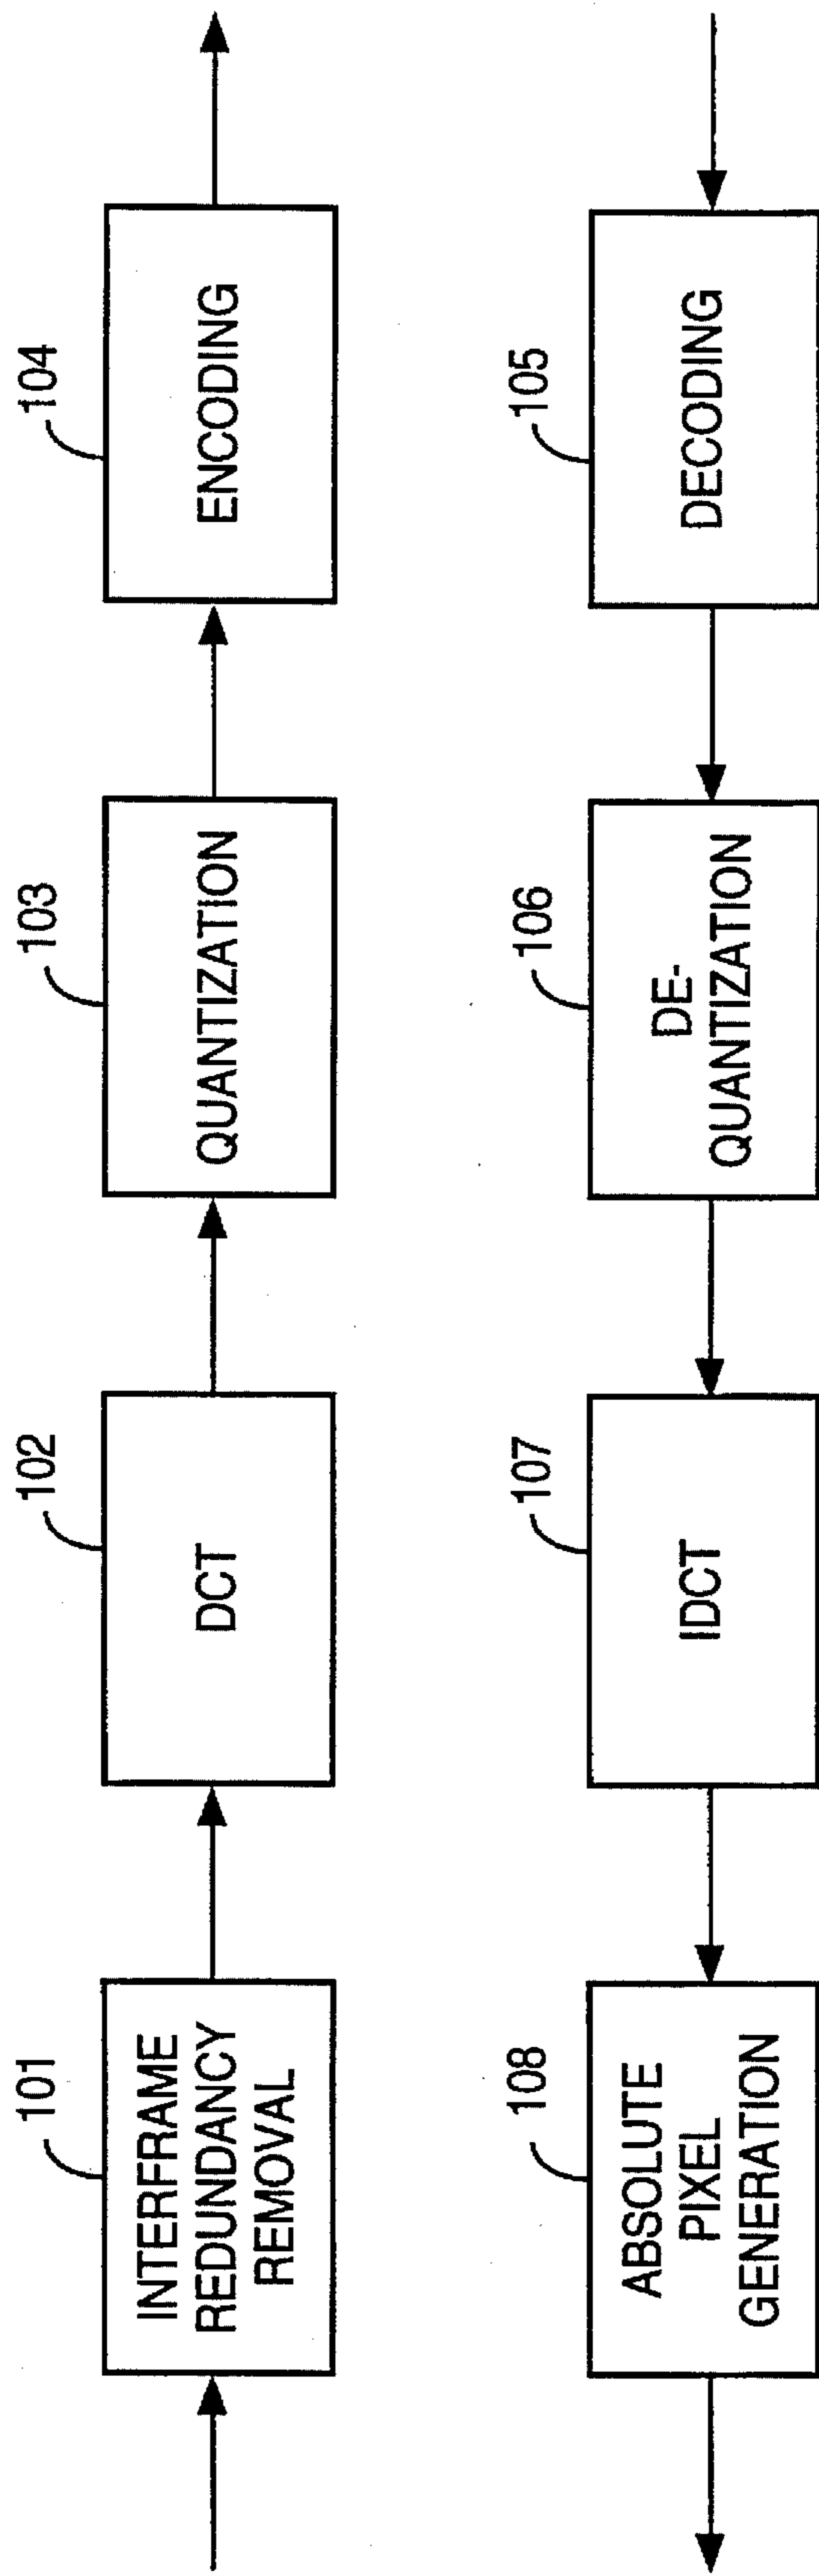 101
INTERFRAME
REDUNDANCY
REMOVAL
102
DCT
103
QUANTIZATION
104
ENCODING
108
ABSOLUTE
PIXEL
GENERATION
107
IDCT
106
DE-
QUANTIZATION
105
DECODING